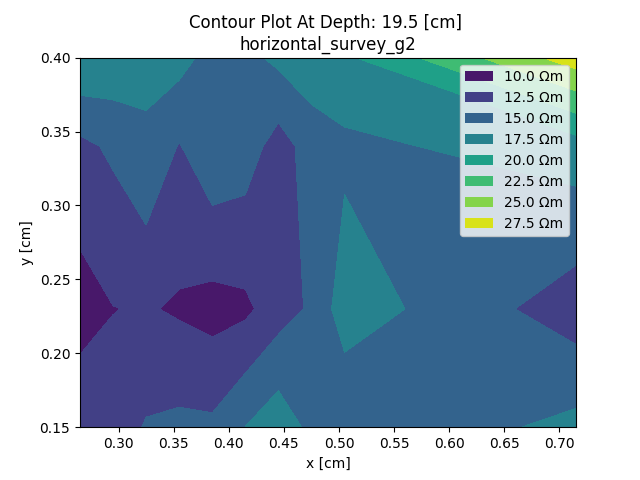 Contour Plot At Depth: 19.5 [cm]
horizontal_survey_g2
0.40
0.35
0.30
0.25
0.20
0.15
y [cm]
10.0 Ωm
12.5 Ωm
15.0 Ωm
17.5 Ωm
20.0 Ωm
22.5 Ωm
25.0 Ωm
27.5 Ωm
0.30 0.35 0.40 0.45 0.50 0.55 0.60 0.65 0.70
x [cm]